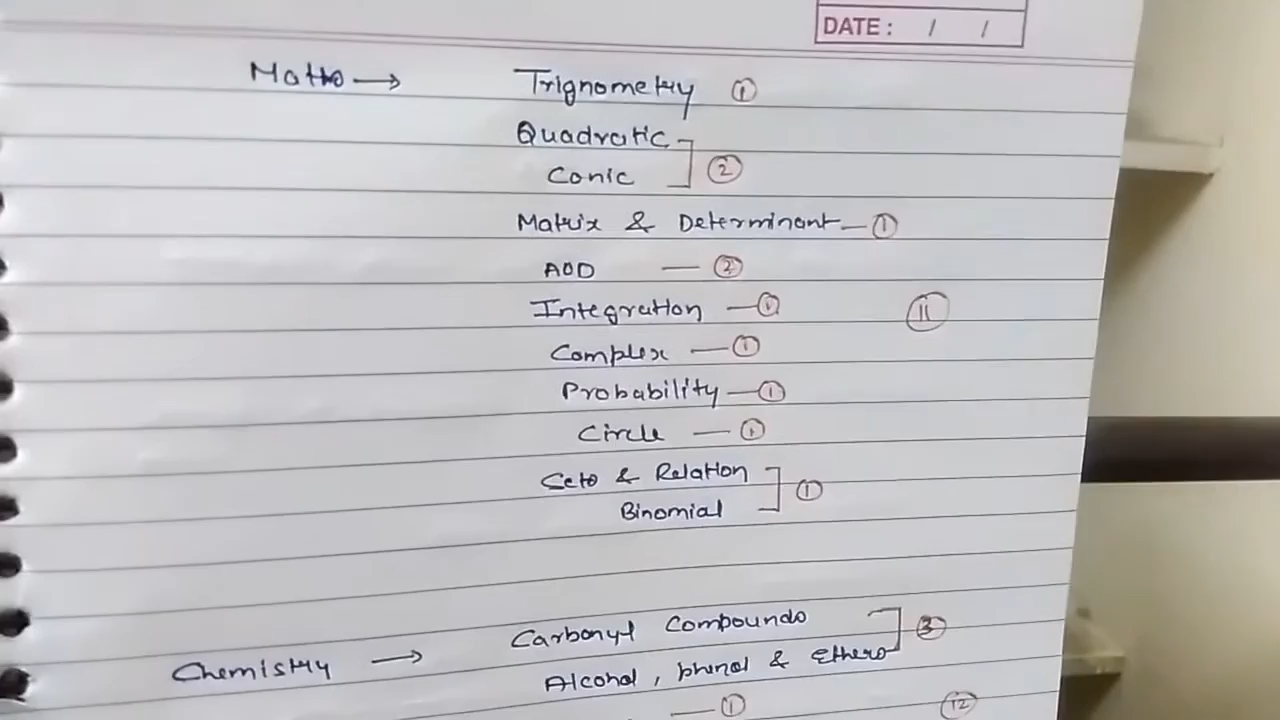 DATE : / /
Maths → Trignometry ①
Quadratic
Conic ②
Matrix & Determinant — ①
AOD — ②
Integration — ①
⑪
Complex — ①
Probability — ①
Circle — ①
Sets & Relation
Binomial ①
Carbonyl Compounds
Chemistry → Alcohol, phenol & Ethers ③
— ①
⑫